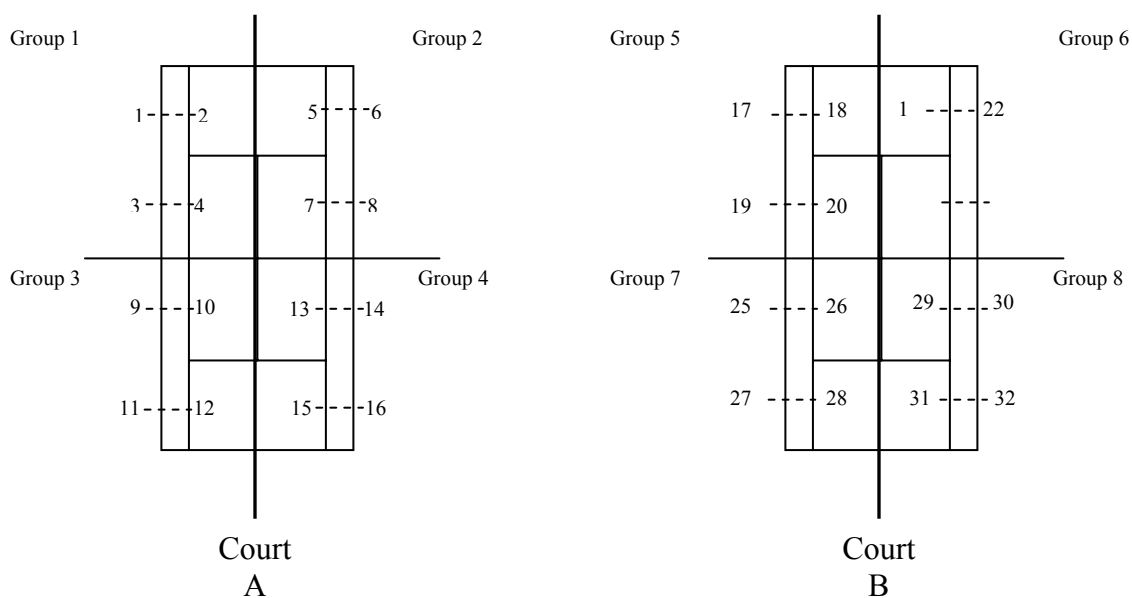 Group 1 Group 2 Group 5 Group 6
1 2 5 6 17 18 1 22
3 4 7 8 19 20
Group 3 Group 4 Group 7 Group 8
9 10 13 14 25 26 29 30
11 12 15 16 27 28 31 32
Court Court
A B